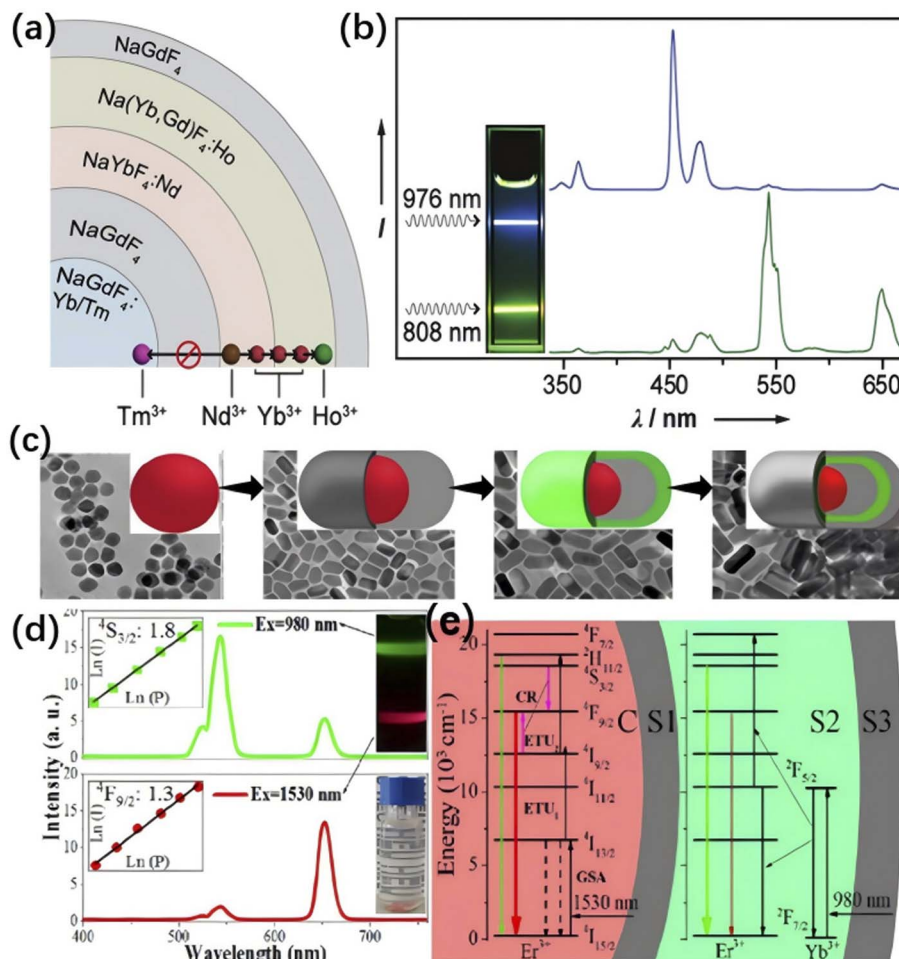 (a)
NaGdF4
Na(Yb,Gd)F4:Ho
NaYbF4:Nd
NaGdF4
NaGdF4:
Yb/Tm
Tm3+ Nd3+ Yb3+ Ho3+
(b)
I
976 nm
808 nm
350 450 550 650
λ / nm
(c)
(d)
20
15
10
5
0
4S3/2: 1.8
Ln (I)
Ln (P)
Ex=980 nm
Intensity (a. u.)
20
15
10
5
0
4F9/2: 1.3
Ln (I)
Ln (P)
Ex=1530 nm
400 500 600 700
Wavelength (nm)
(e)
Energy (10³ cm⁻¹)
20
15
10
5
0
4F7/2
2H11/2
4S3/2
4F9/2
4I9/2
4I11/2
4I13/2
4I15/2
CR
ETU2
ETU1
GSA
1530 nm
Er3+
C S1 S2 S3
2F5/2
2F7/2
980 nm
Er3+ Yb3+